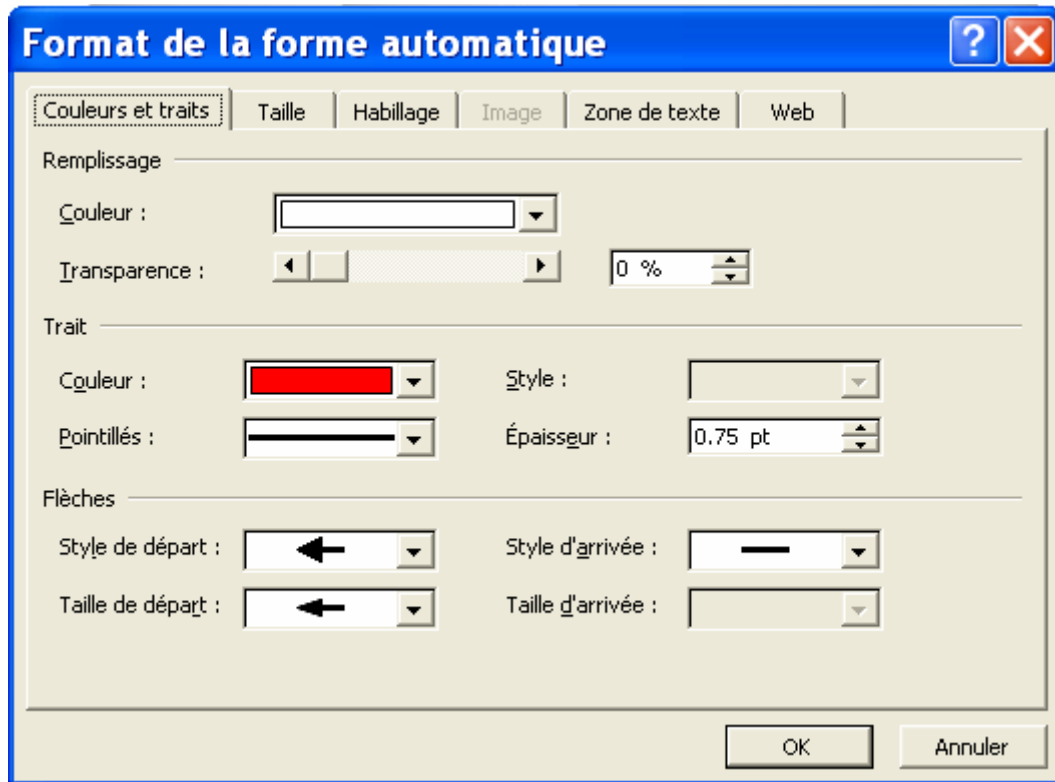 Format de la forme automatique
Couleurs et traits Taille Habillage Image Zone de texte Web
Remplissage
Couleur :
Transparence : 0 %
Trait
Couleur : Style :
Pointillés : Épaisseur : 0.75 pt
Flèches
Style de départ : Style d'arrivée :
Taille de départ : Taille d'arrivée :
OK Annuler